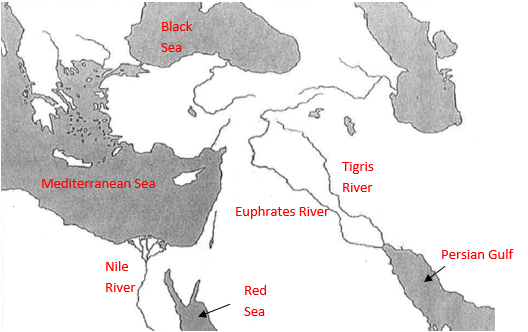 Black
Sea
Tigris
River
Mediterranean Sea
Euphrates River
Persian Gulf
Nile
River
Red
Sea